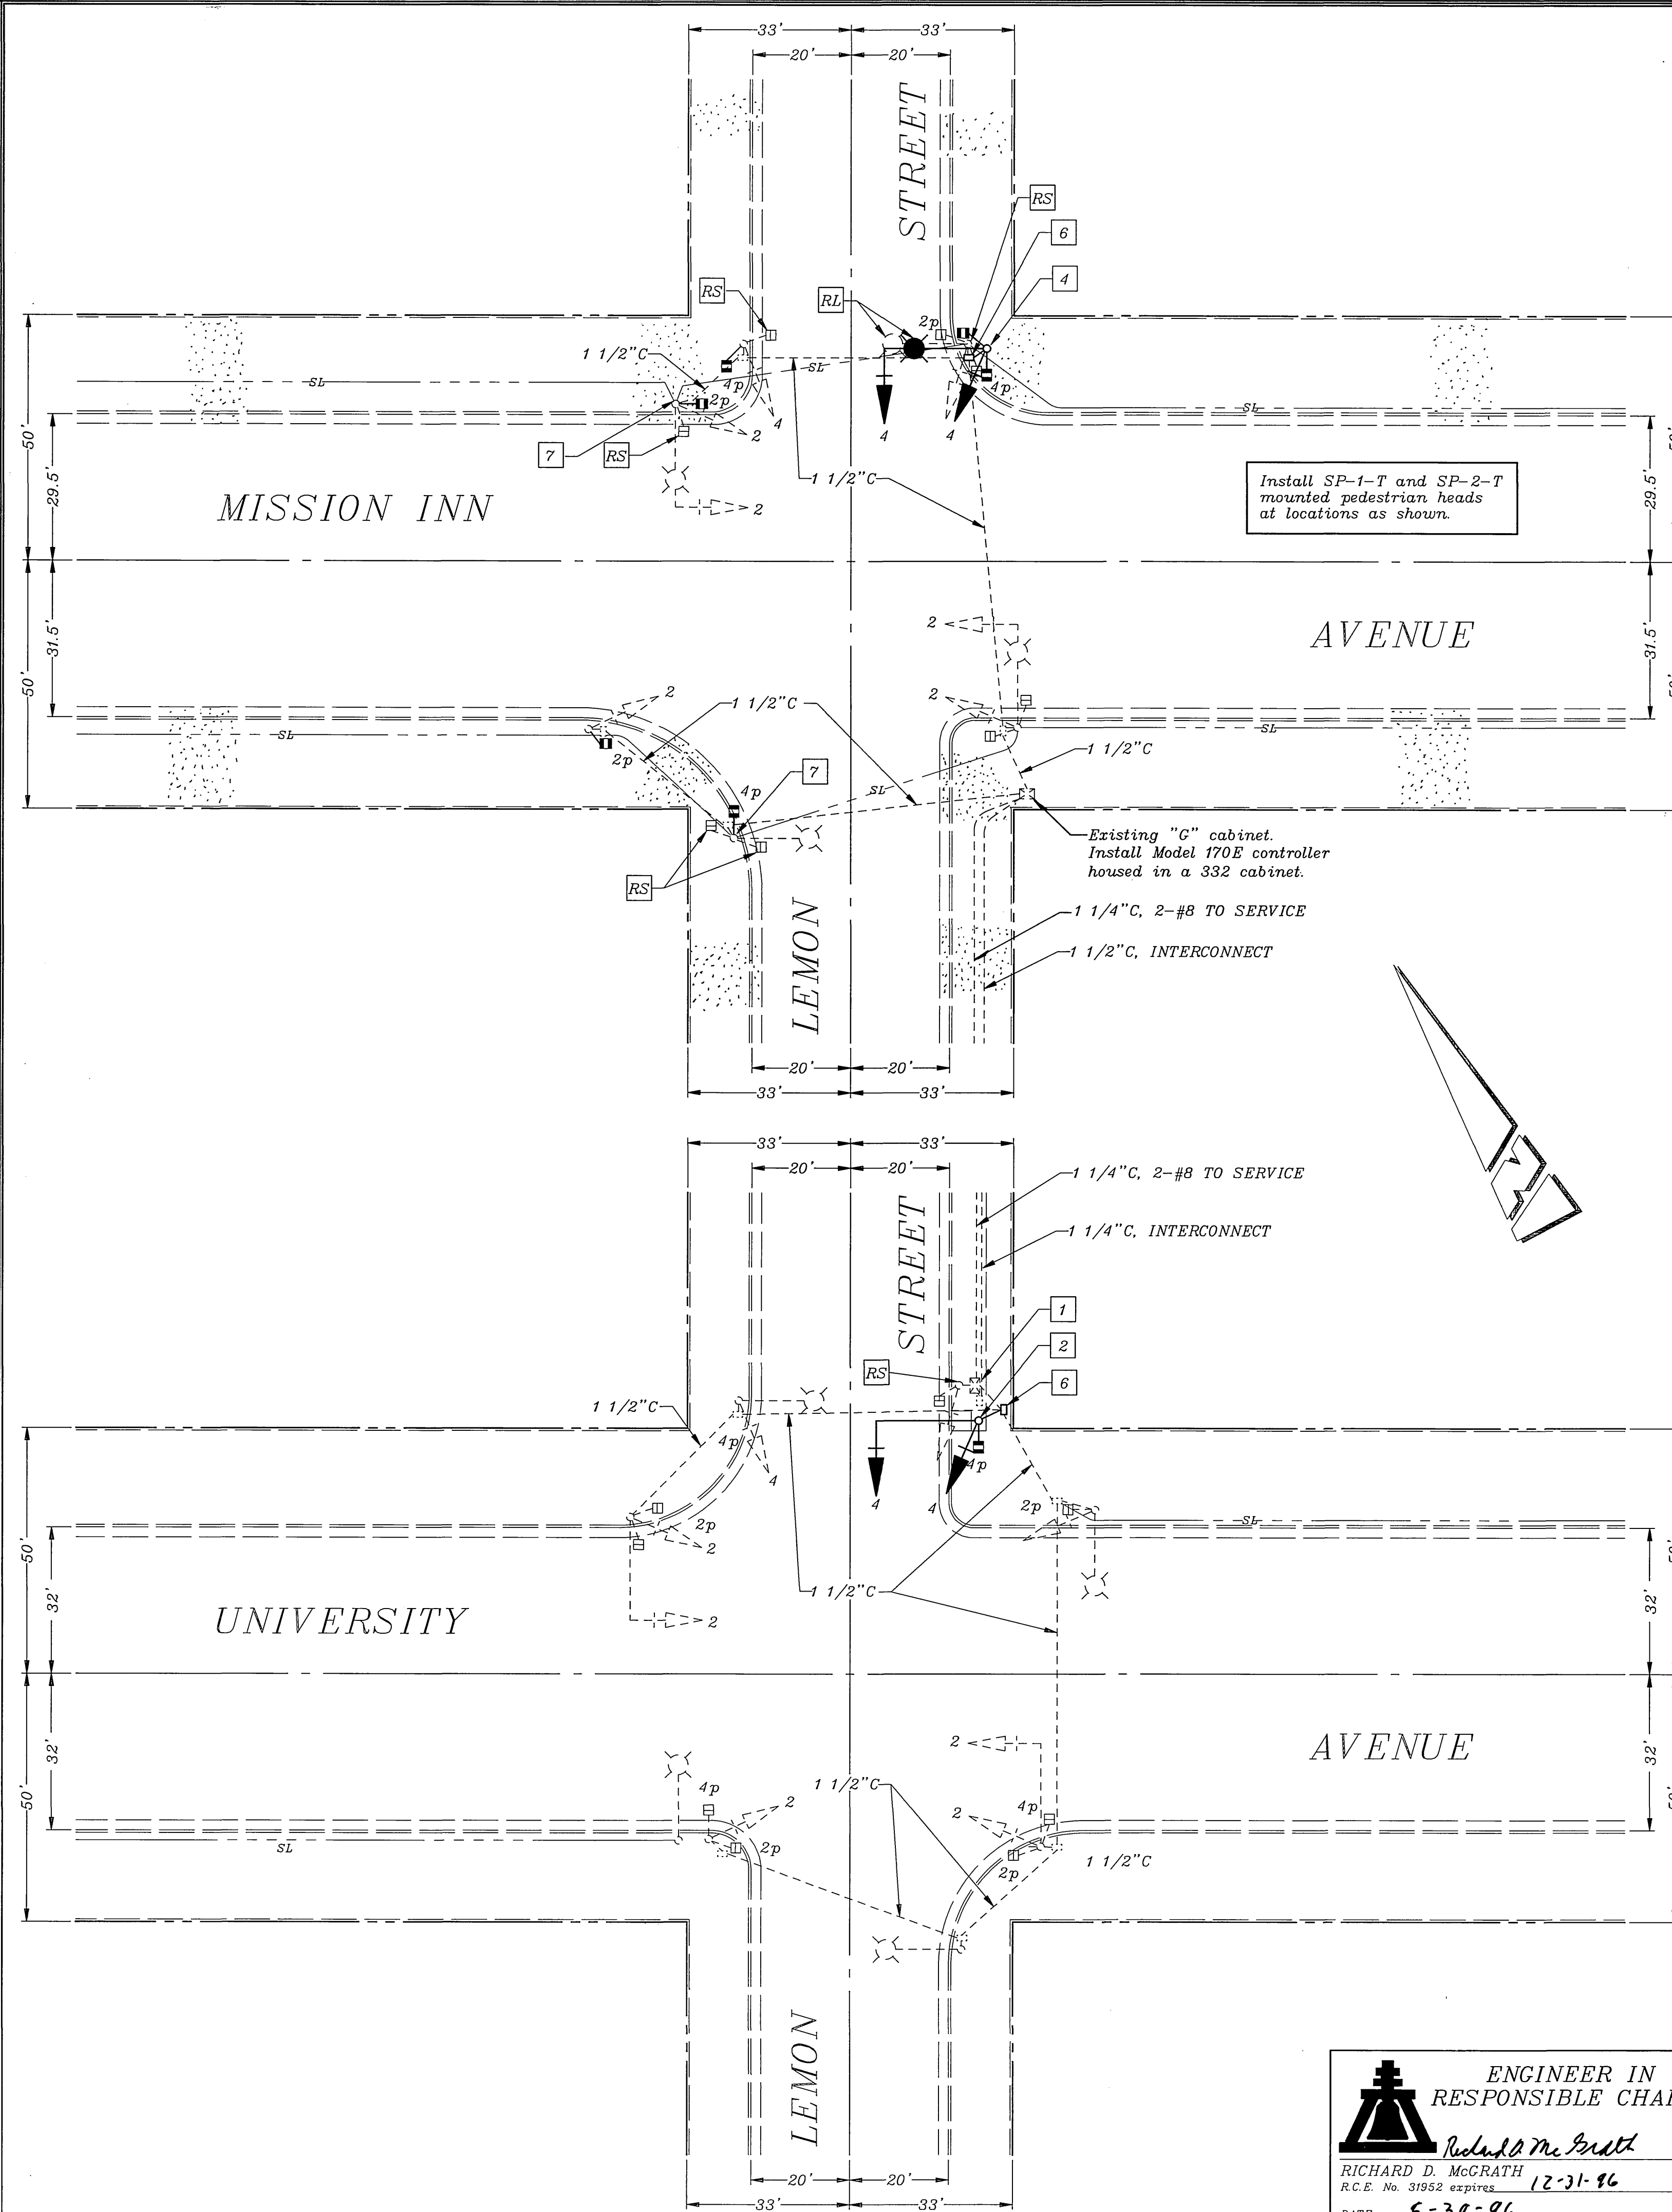 33' 33'
20' 20'
STREET
RS
6
4
RS
RL
2p
1 1/2"C
SL
SL
4p
4p
2p
4
2
SL
4
4
7
RS
1 1/2"C
50'
29.5'
29.5'
MISSION INN
2
Install SP-1-T and SP-2-T
mounted pedestrian heads
at locations as shown.
2
AVENUE
31.5'
31.5'
50'
2
1 1/2"C
2
SL
SL
1 1/2"C
2p
7
4p
SL
Existing "G" cabinet.
Install Model 170E controller
housed in a 332 cabinet.
RS
1 1/4"C, 2-#8 TO SERVICE
1 1/2"C, INTERCONNECT
LEMON
20' 20'
33' 33'
33' 33'
20' 20'
1 1/4"C, 2-#8 TO SERVICE
1 1/4"C, INTERCONNECT
STREET
1
2
RS
6
1 1/2"C
4p
4p
4
4
4
2p
2p
2
SL
50'
32'
32'
1 1/2"C
UNIVERSITY
2
AVENUE
2
32'
32'
50'
4p
1 1/2"C
2
2
4p
SL
2p
2p
1 1/2"C
LEMON
20' 20'
33' 33'
ENGINEER IN
RESPONSIBLE
Richard D. McGrath
RICHARD D. McGRATH
R.C.E. No. 31952 expires 12-31-96